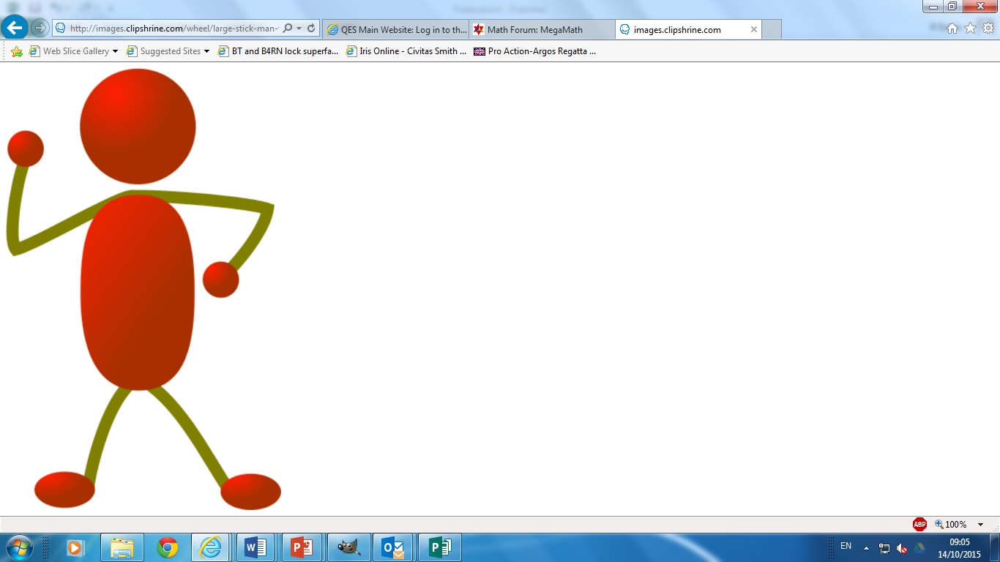 http://images.clipshrine.com/wheel/large-stick-man-
QES Main Website: Log in to th...
Math Forum: MegaMath
images.clipshrine.com
Web Slice Gallery
Suggested Sites
BT and B4RN lock superfa...
Iris Online - Civitas Smith ...
Pro Action-Argos Regatta ...
ABP
100%
EN
09:05
14/10/2015